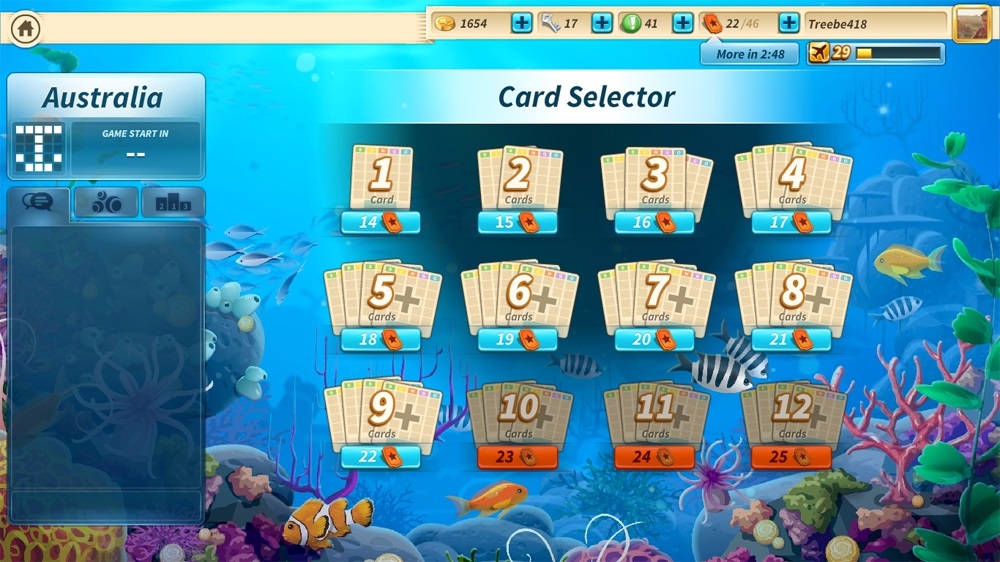 1654
17
41
22 /46
Treebe418
More in 2:48
29
Australia
GAME START IN
--
Card Selector
1
Card
14
2
Cards
15
3
Cards
16
4
Cards
17
5+
Cards
18
6+
Cards
19
7+
Cards
20
8+
Cards
21
9+
Cards
22
10+
Cards
23
11+
Cards
24
12+
Cards
25